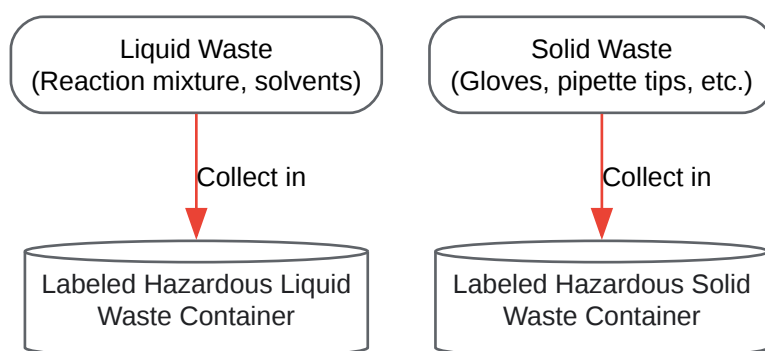 Liquid Waste
(Reaction mixture, solvents)
Solid Waste
(Gloves, pipette tips, etc.)
Collect in
Collect in
Labeled Hazardous Liquid
Waste Container
Labeled Hazardous Solid
Waste Container